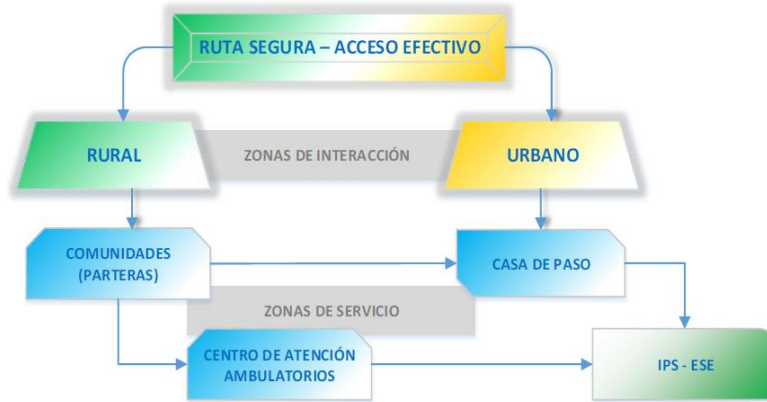 RUTA SEGURA – ACCESO EFECTIVO
RURAL
ZONAS DE INTERACCIÓN
URBANO
COMUNIDADES
(PARTERAS)
CASA DE PASO
ZONAS DE SERVICIO
CENTRO DE ATENCIÓN
AMBULATORIOS
IPS - ESE